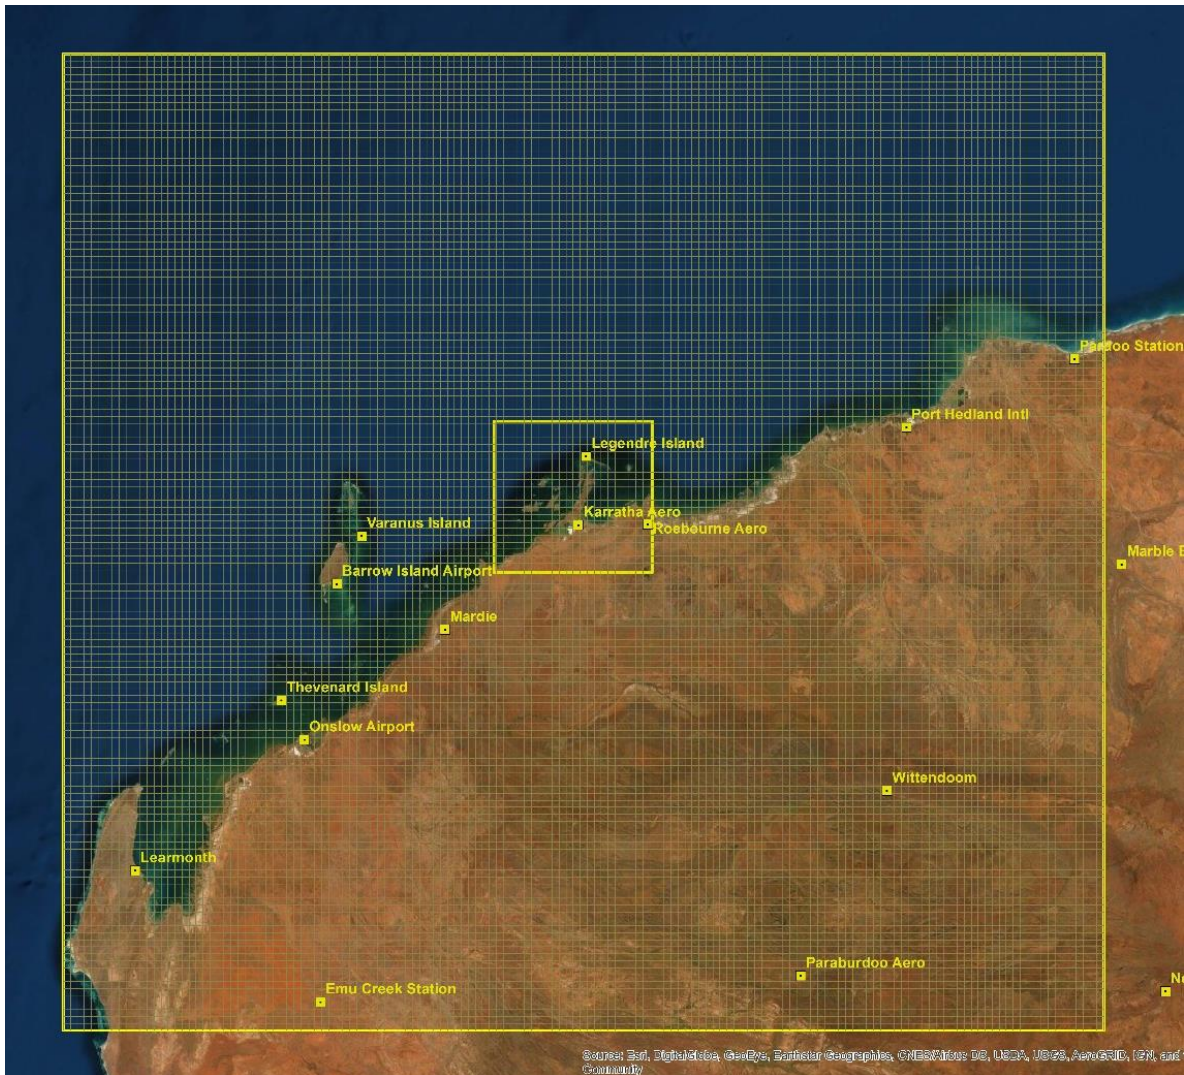 Pardoo Station
Port Hedland Intl
Legendre Island
Karratha Aero
Roebourne Aero
Varanus Island
Barrow Island Airport
Marble
Mardie
Thevenard Island
Onslow Airport
Wittendoom
Learmonth
Paraburdoo Aero
Emu Creek Station
Source: Esri, DigitalGlobe, GeoEye, Earthstar Geographics, CNES/Airbus DS, USDA, USGS, AeroGRID, IGN, and
Community